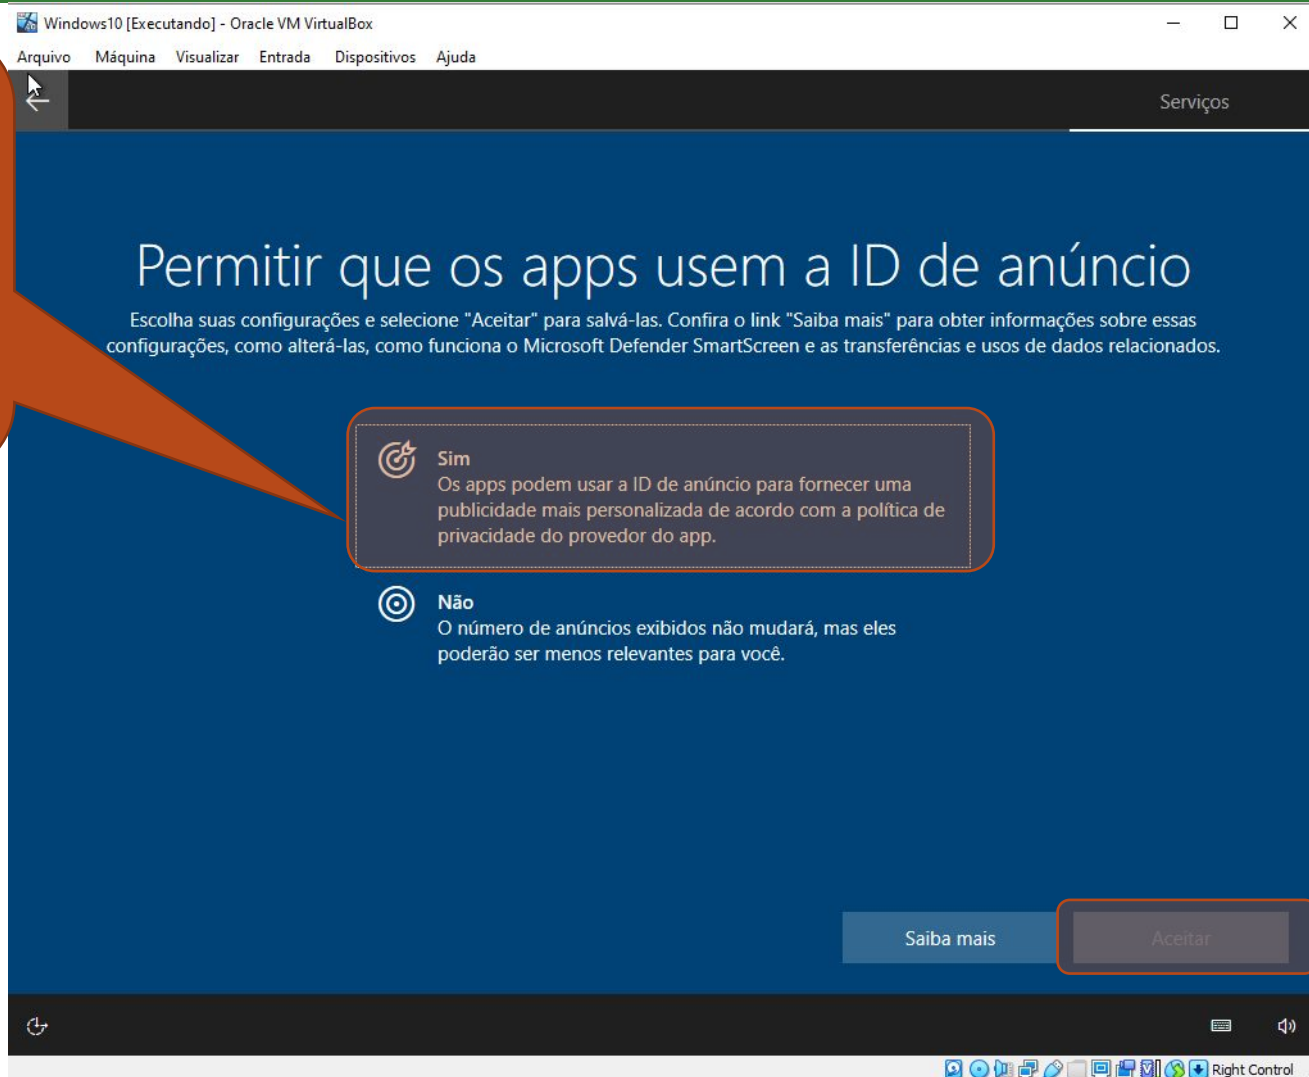 Windows10 [Executando] - Oracle VM VirtualBox
Arquivo Máquina Visualizar Entrada Dispositivos Ajuda
Serviços
Permitir que os apps usem a ID de anúncio
Escolha suas configurações e selecione "Aceitar" para salvá-las. Confira o link "Saiba mais" para obter informações sobre essas
configurações, como alterá-las, como funciona o Microsoft Defender SmartScreen e as transferências e usos de dados relacionados.
Sim
Os apps podem usar a ID de anúncio para fornecer uma
publicidade mais personalizada de acordo com a política de
privacidade do provedor do app.
Não
O número de anúncios exibidos não mudará, mas eles
poderão ser menos relevantes para você.
Saiba mais Aceitar
Right Control